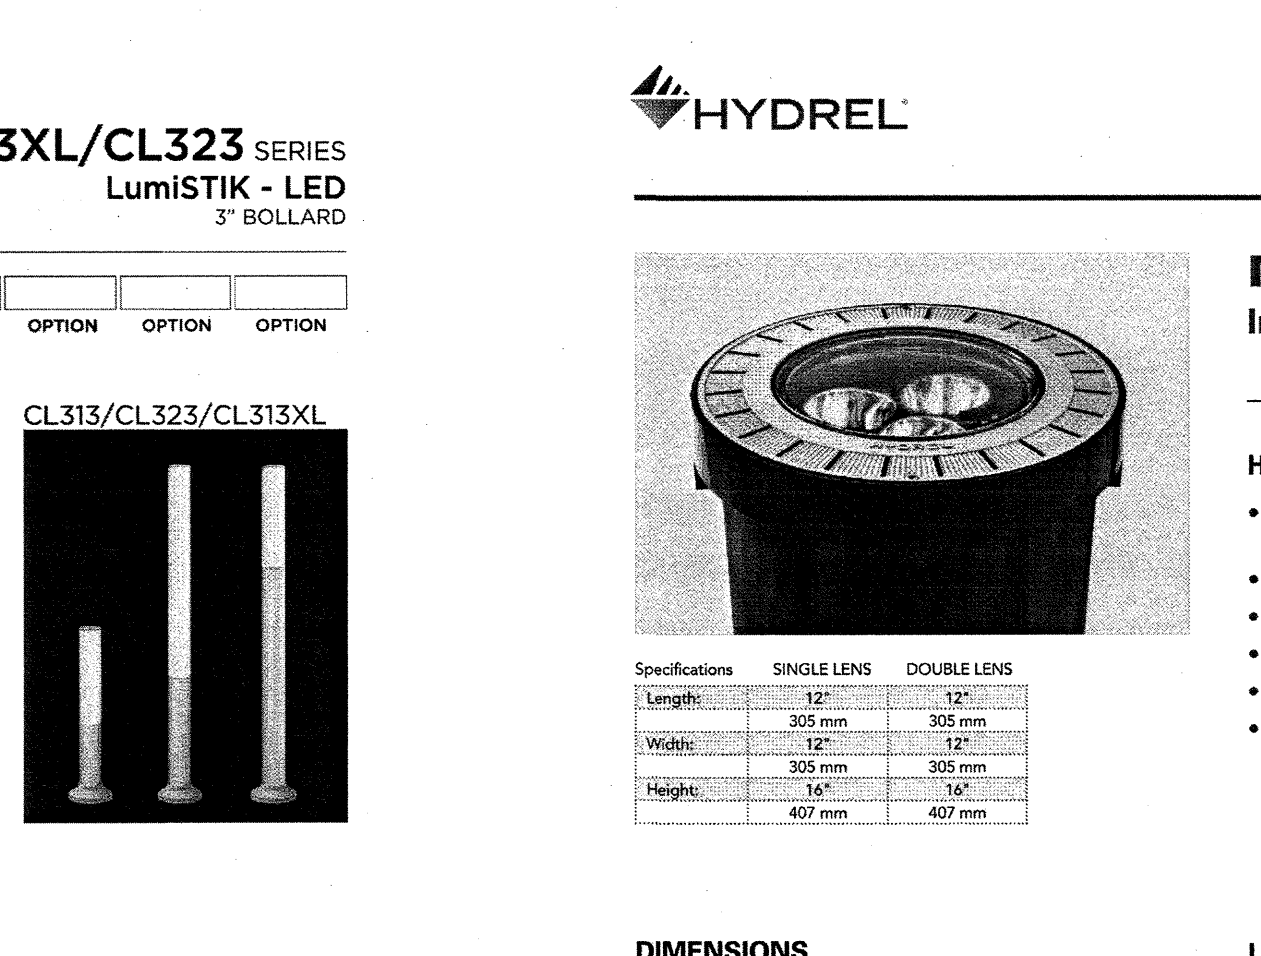 3XL/CL323 SERIES
LumiSTIK - LED
3" BOLLARD
OPTION OPTION OPTION
CL313/CL323/CL313XL
HYDREL
HYDREL
Specifications SINGLE LENS DOUBLE LENS
Length: 12" 12"
305 mm 305 mm
Width: 12" 12"
305 mm 305 mm
Height: 16" 16"
407 mm 407 mm
DIMENSIONS